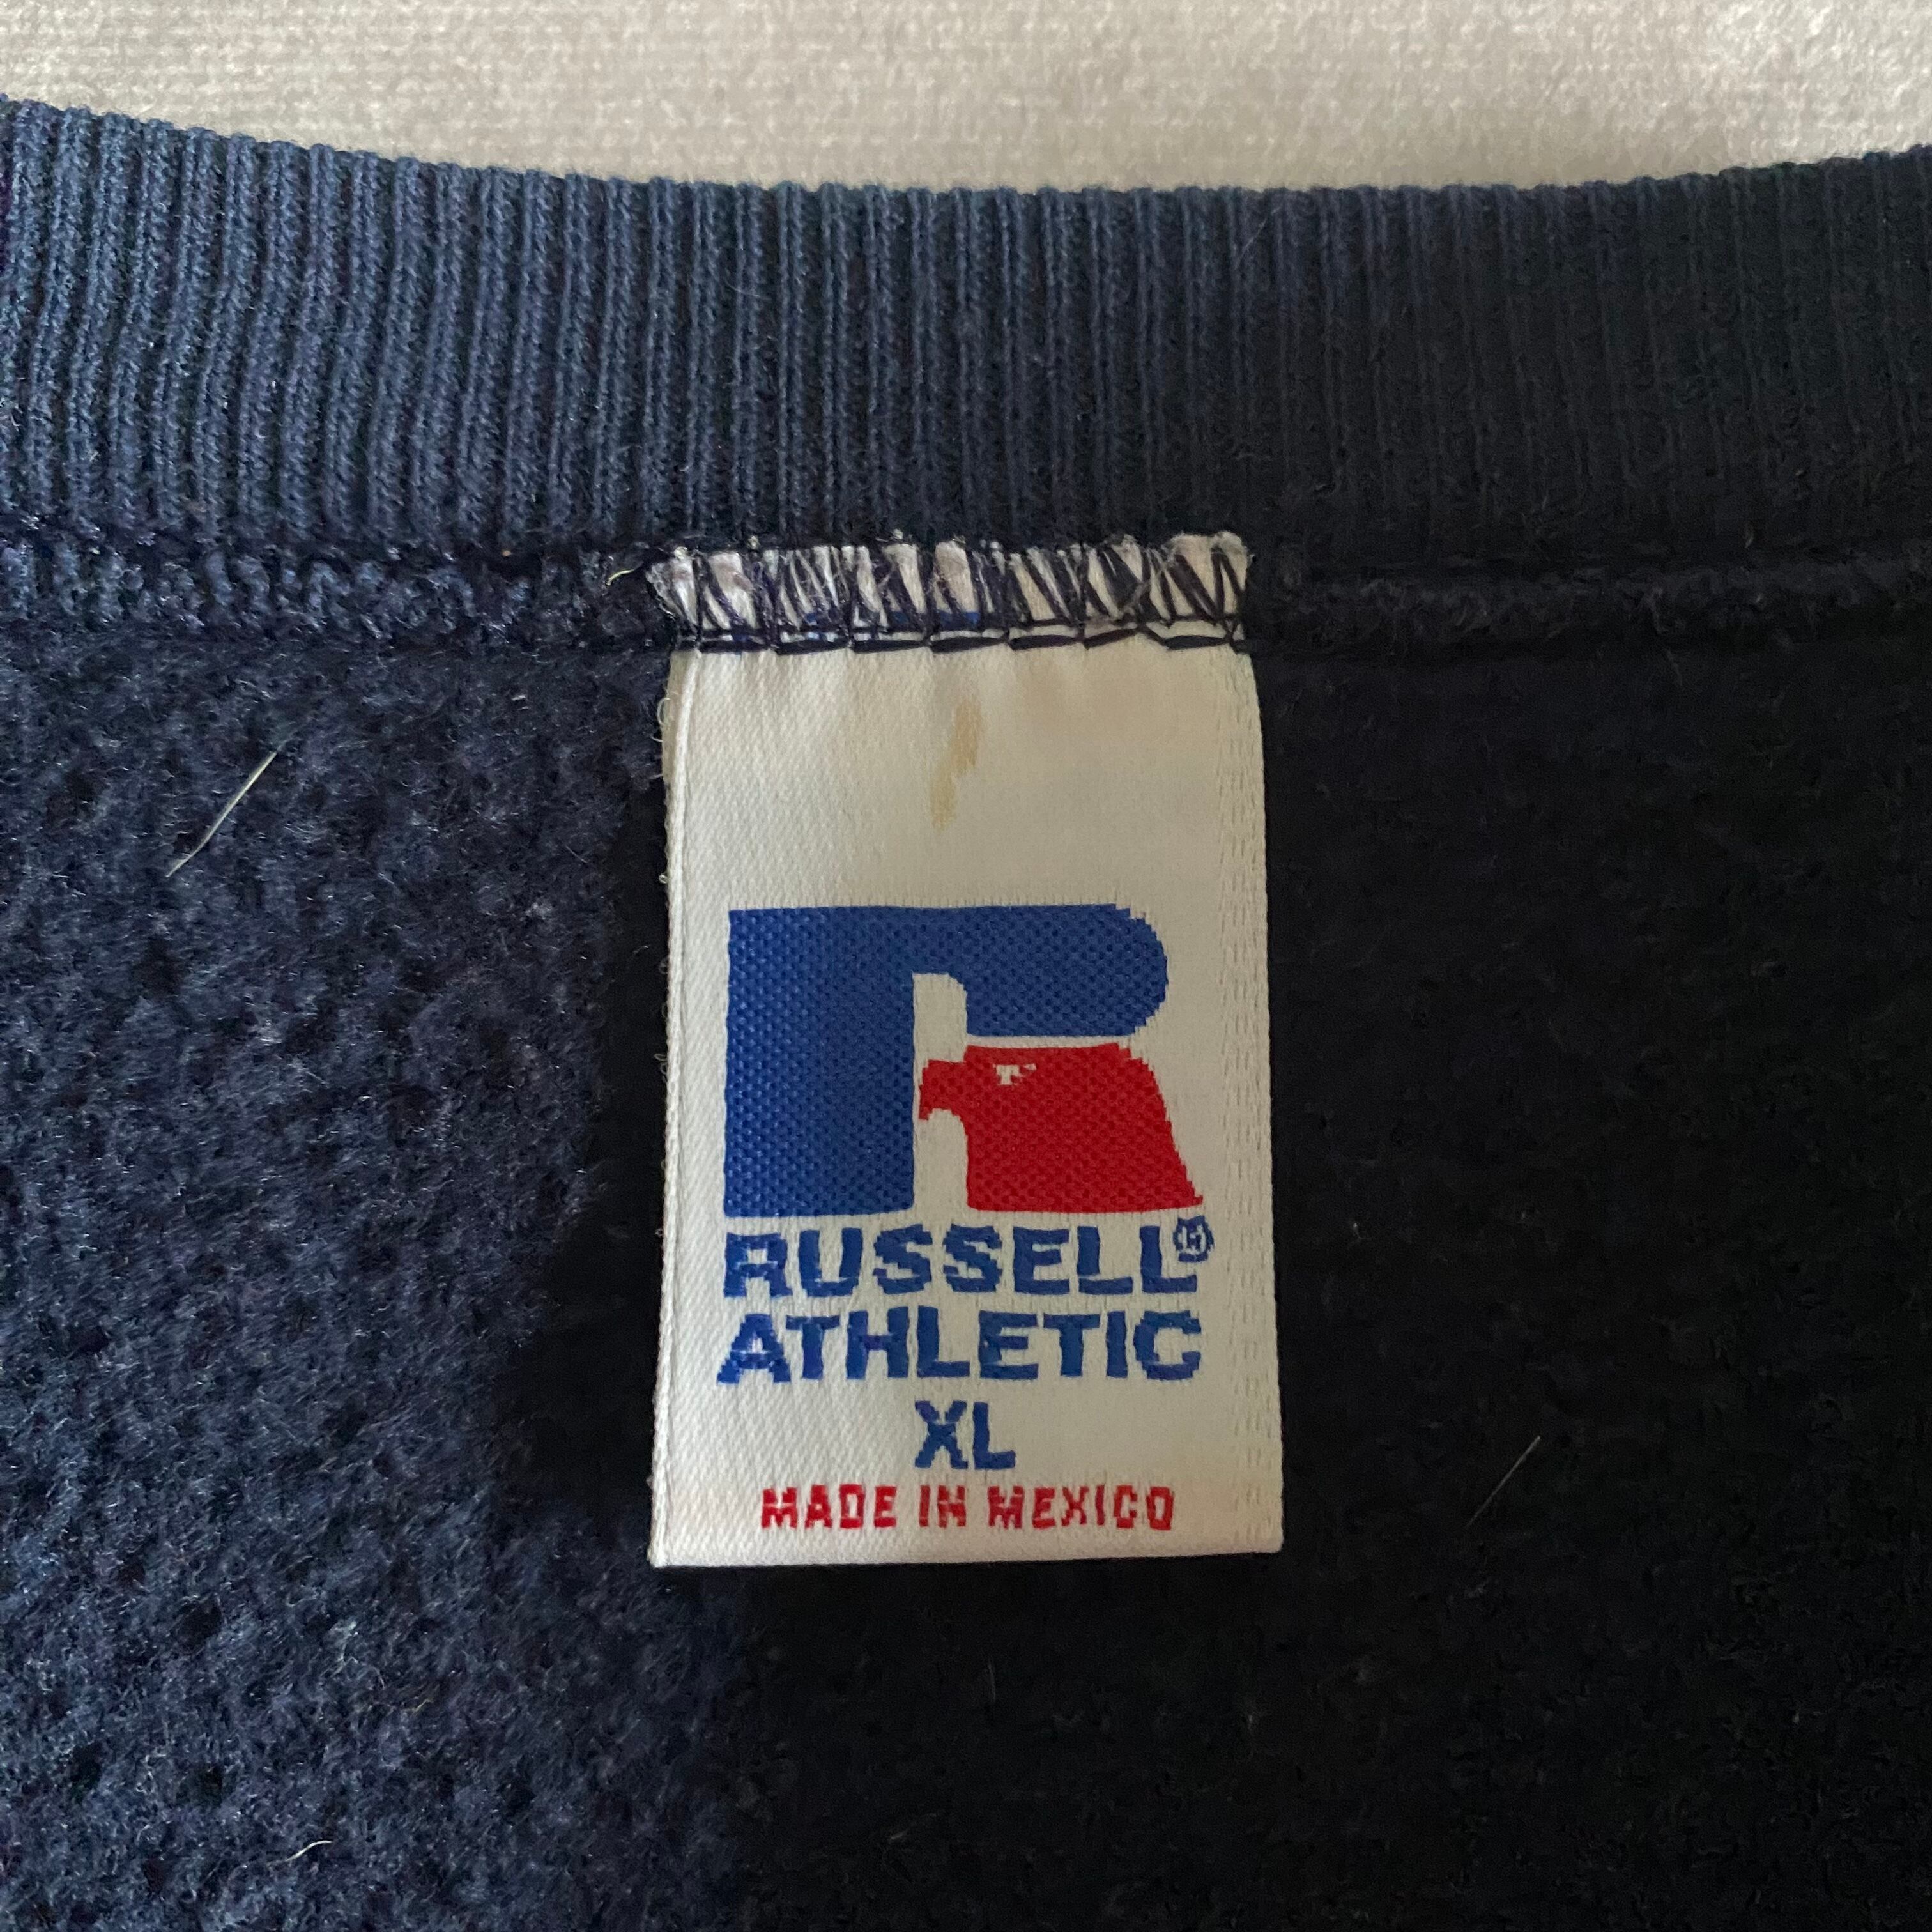 RUSSELL®
ATHLETIC
XL
MADE IN MEXICO